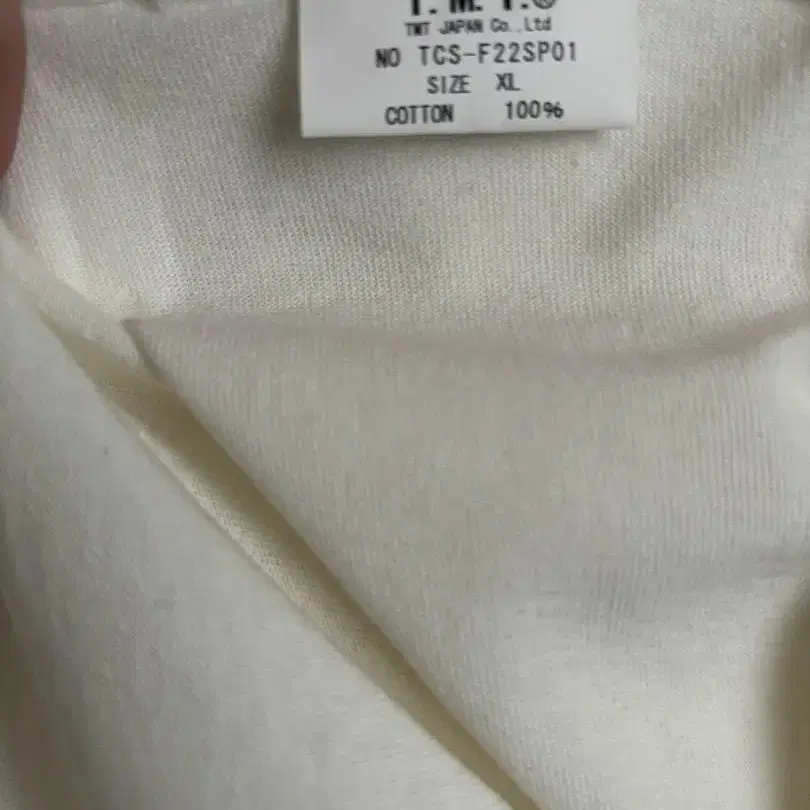 T.M.T.®
TMT JAPAN Co.,Ltd
NO TCS-F22SP01
SIZE XL
COTTON 100%